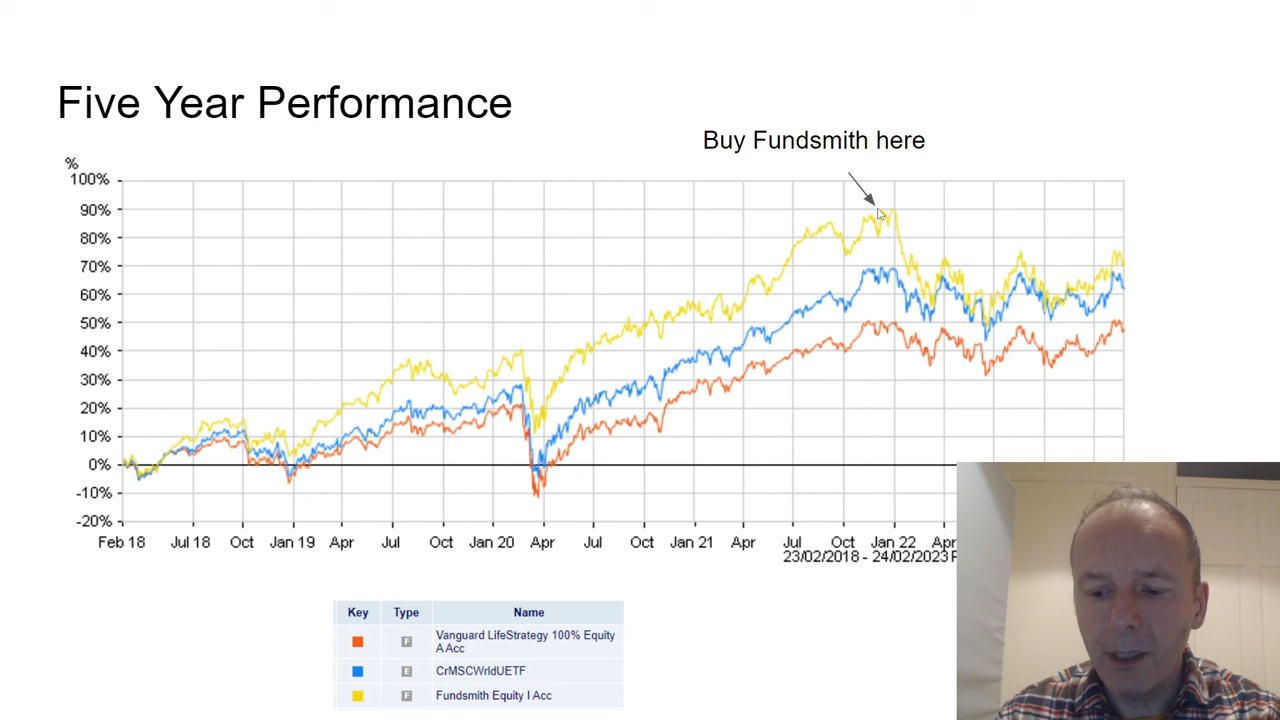 Five Year Performance
Buy Fundsmith here
%
100%
90%
80%
70%
60%
50%
40%
30%
20%
10%
0%
-10%
-20%
Feb 18 Jul 18 Oct Jan 19 Apr Jul Oct Jan 20 Apr Jul Oct Jan 21 Apr Jul Oct Jan 22 Apr
23/02/2018 - 24/02/2023
Key Type Name
F Vanguard LifeStrategy 100% Equity
A Acc
E CrMSCWrldUETF
F Fundsmith Equity I Acc